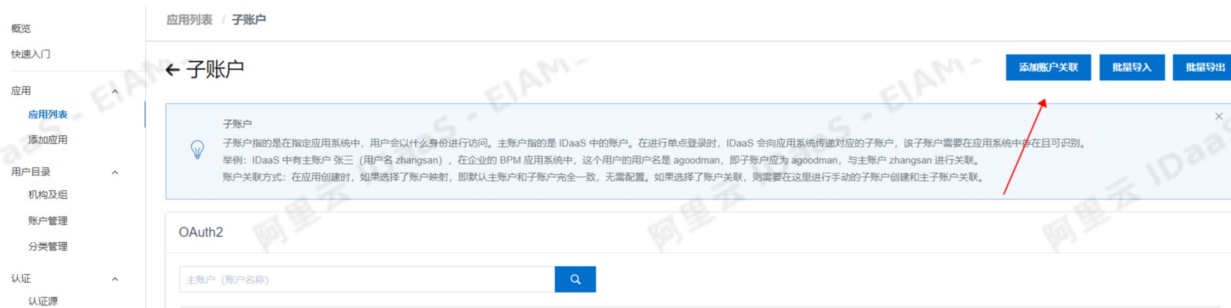 概览
快速入门
应用
应用列表
添加应用
用户目录
机构及组
账户管理
分类管理
认证
认证源
应用列表 / 子账户
← 子账户
添加账户关联 批量导入 批量导出
子账户
子账户指的是在指定应用系统中，用户会以什么身份进行访问。主账户指的是 IDaaS 中的账户。在进行单点登录时，IDaaS 会向应用系统传递对应的子账户，该子账户需要在应用系统中存在且可识别。
举例：IDaaS 中有主账户 张三（用户名 zhangsan），在企业的 BPM 应用系统中，这个用户的用户名是 agoodman，即子账户应为 agoodman，与主账户 zhangsan 进行关联。
账户关联方式：在应用创建时，如果选择了账户映射，即默认主账户和子账户完全一致，无需配置。如果选择了账户关联，则需要在这里进行手动的子账户创建和主子账户关联。
OAuth2
主账户（账户名称）
阿里云 IDaaS - EIAM-